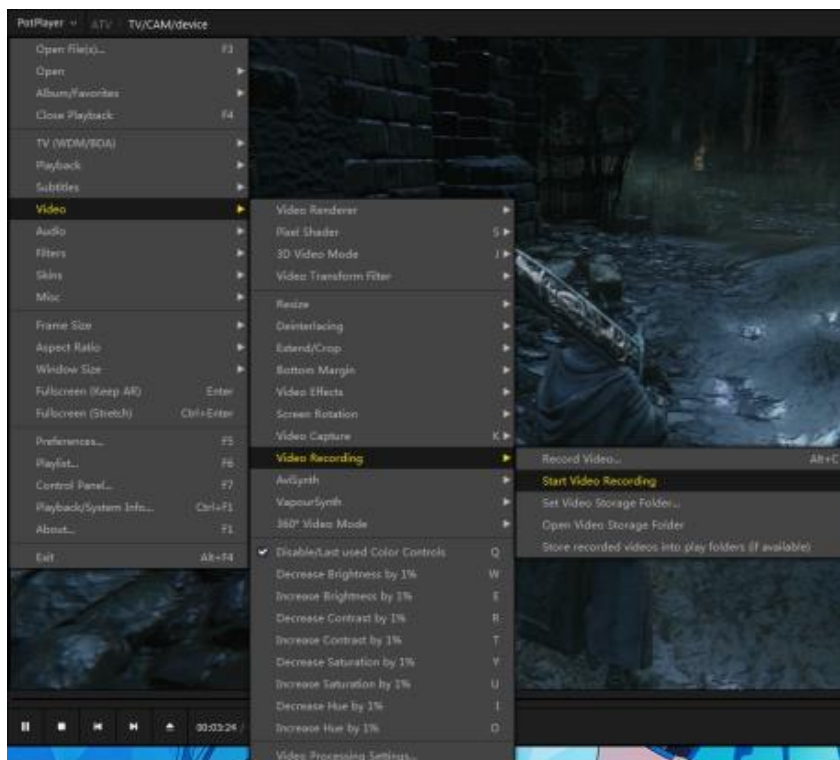 PotPlayer ATV TV/CAM/device
Open File(s)... F3
Open
Album/Favorites
Close Playback F4
TV (WDM/BDA)
Playback
Subtitles
Video
Audio
Filters
Skins
Misc
Frame Size
Aspect Ratio
Window Size
Fullscreen (Keep AR) Enter
Fullscreen (Stretch) Ctrl+Enter
Preferences... F5
Playlist... F6
Control Panel... F7
Playback/System Info... Ctrl+F1
About... F1
Exit Alt+F4
Video Renderer
Pixel Shader S
3D Video Mode J
Video Transform Filter
Resize
Deinterlacing
Extend/Crop
Bottom Margin
Video Effects
Screen Rotation
Video Capture K
Video Recording
AviSynth
VapourSynth
360° Video Mode
Disable/Last used Color Controls Q
Decrease Brightness by 1% W
Increase Brightness by 1% E
Decrease Contrast by 1% R
Increase Contrast by 1% T
Decrease Saturation by 1% Y
Increase Saturation by 1% U
Decrease Hue by 1% I
Increase Hue by 1% O
Video Processing Settings...
Record Video... Alt+C
Start Video Recording
Set Video Storage Folder...
Open Video Storage Folder
Store recorded videos into play folders (if available)
00:03:24 /